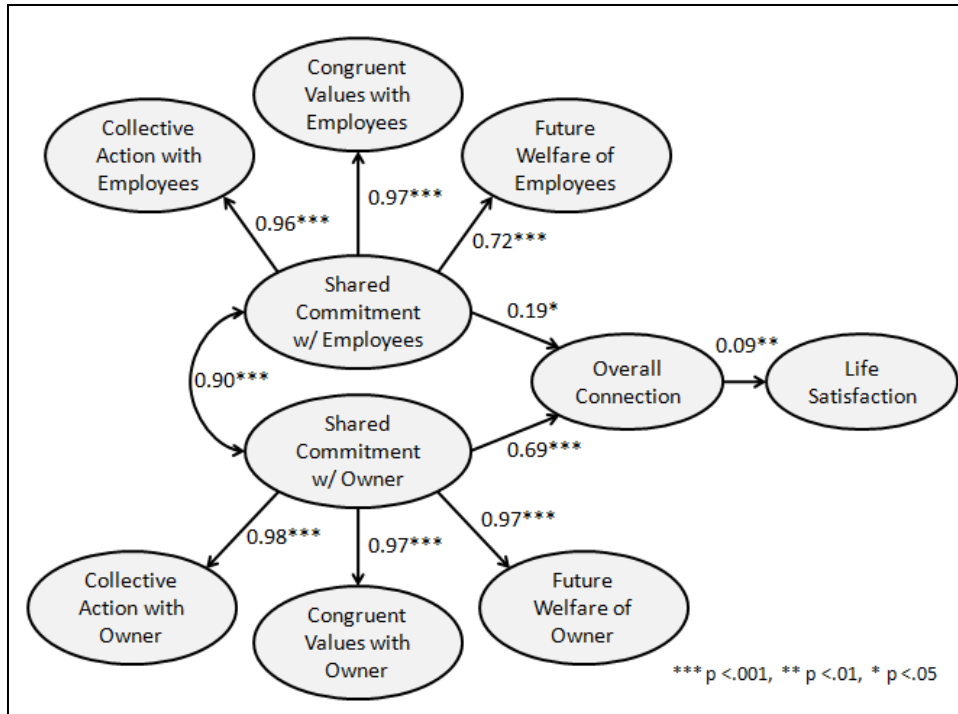 Congruent
Values with
Employees
Collective
Action with
Employees
Future
Welfare of
Employees
0.96***
0.97***
0.72***
Shared
Commitment
w/ Employees
0.19*
0.90***
Overall
Connection
0.09**
Life
Satisfaction
Shared
Commitment
w/ Owner
0.69***
0.98***
0.97***
0.97***
Collective
Action with
Owner
Congruent
Values with
Owner
Future
Welfare of
Owner
*** p <.001, ** p <.01, * p <.05